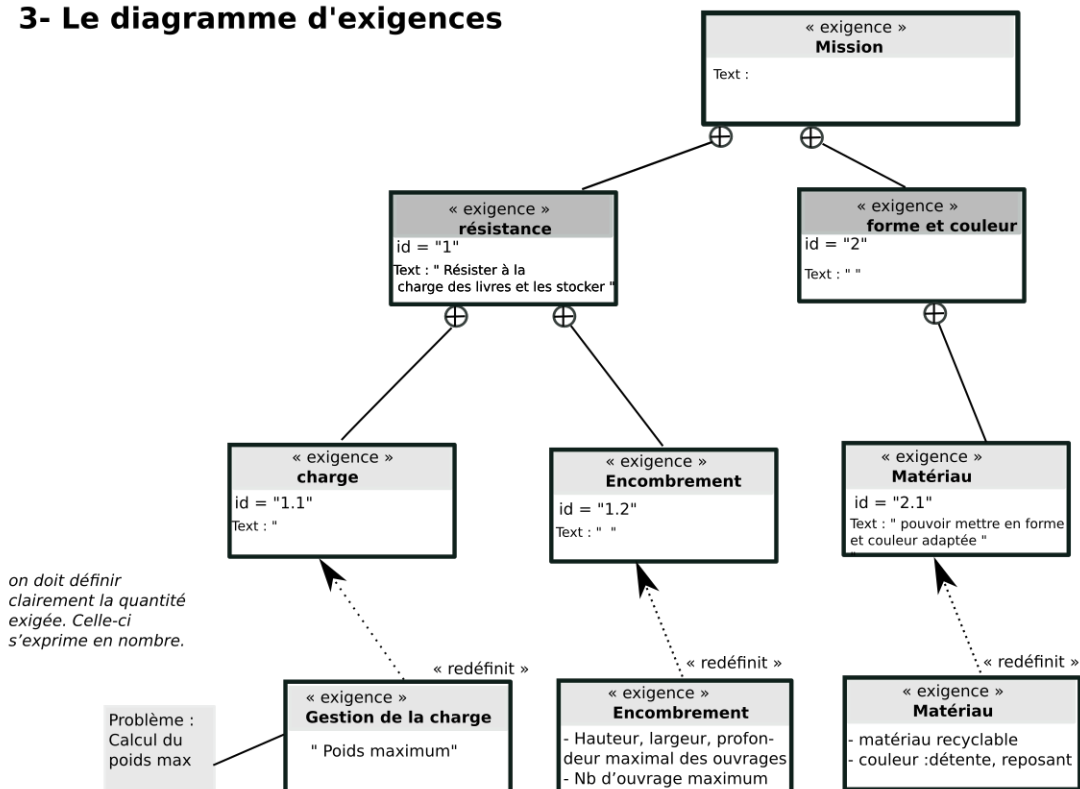 3- Le diagramme d'exigences
« exigence »
Mission
Text :
« exigence »
résistance
id = "1"
Text : " Résister à la
charge des livres et les stocker "
« exigence »
forme et couleur
id = "2"
Text : " "
« exigence »
charge
id = "1.1"
Text : "
« exigence »
Encombrement
id = "1.2"
Text : "  "
« exigence »
Matériau
id = "2.1"
Text : " pouvoir mettre en forme
et couleur adaptée "
"
on doit définir
clairement la quantité
exigée. Celle-ci
s’exprime en nombre.
« redéfinit »
« redéfinit »
« redéfinit »
Problème :
Calcul du
poids max
« exigence »
Gestion de la charge
" Poids maximum"
« exigence »
Encombrement
- Hauteur, largeur, profon-
deur maximal des ouvrages
- Nb d’ouvrage maximum
« exigence »
Matériau
- matériau recyclable
- couleur :détente, reposant